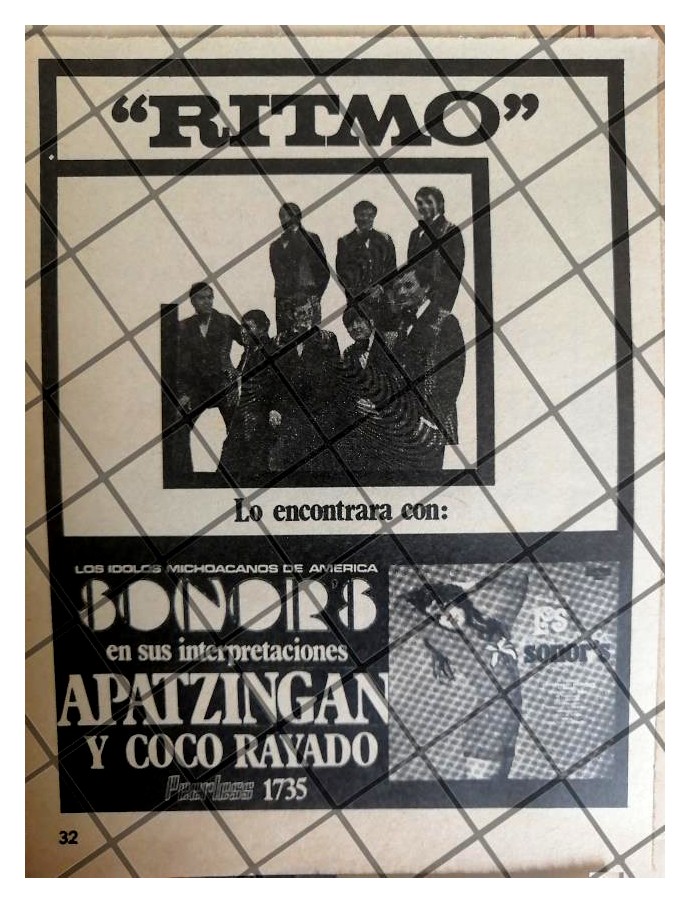 “RITMO”
Lo encontrara con:
LOS IDOLOS MICHOACANOS DE AMERICA
SONOR'S
en sus interpretaciones
APATZINGAN
Y COCO RAYADO
Peerless 1735
sonor's
32